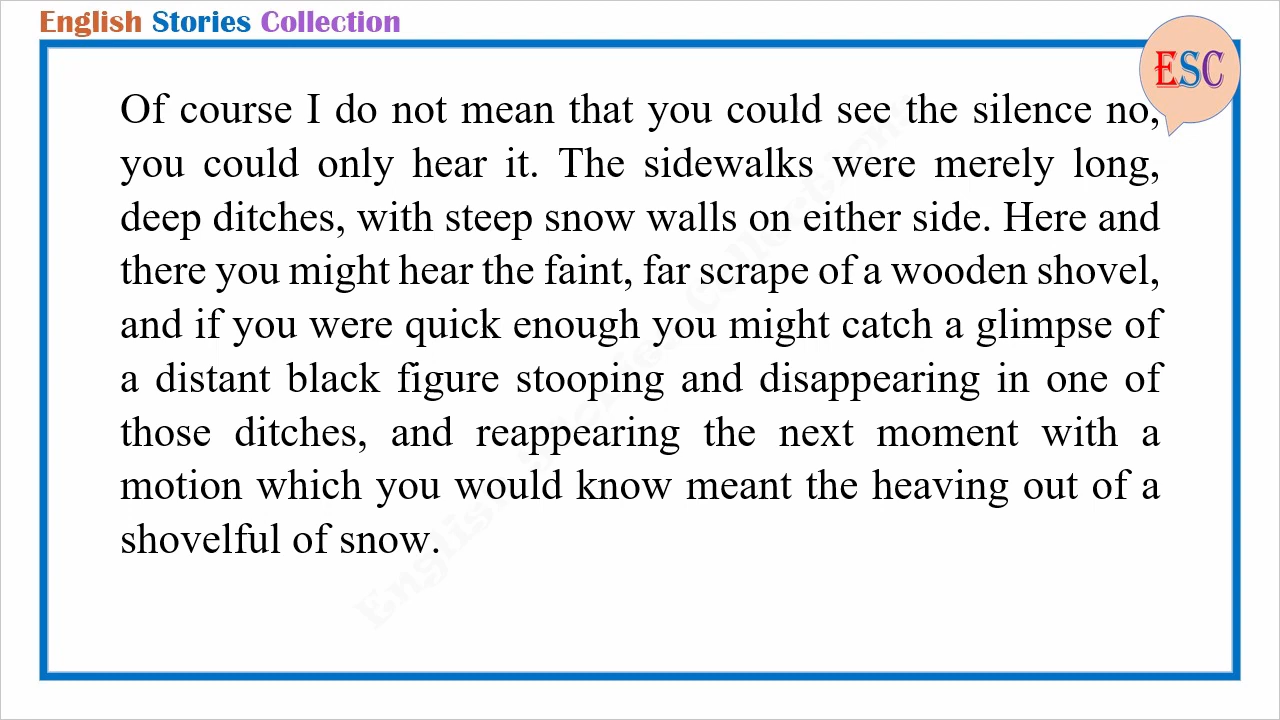 English Stories Collection
ESC
Of course I do not mean that you could see the silence no,
you could only hear it. The sidewalks were merely long,
deep ditches, with steep snow walls on either side. Here and
there you might hear the faint, far scrape of a wooden shovel,
and if you were quick enough you might catch a glimpse of
a distant black figure stooping and disappearing in one of
those ditches, and reappearing the next moment with a
motion which you would know meant the heaving out of a
shovelful of snow.
English Stories Collections